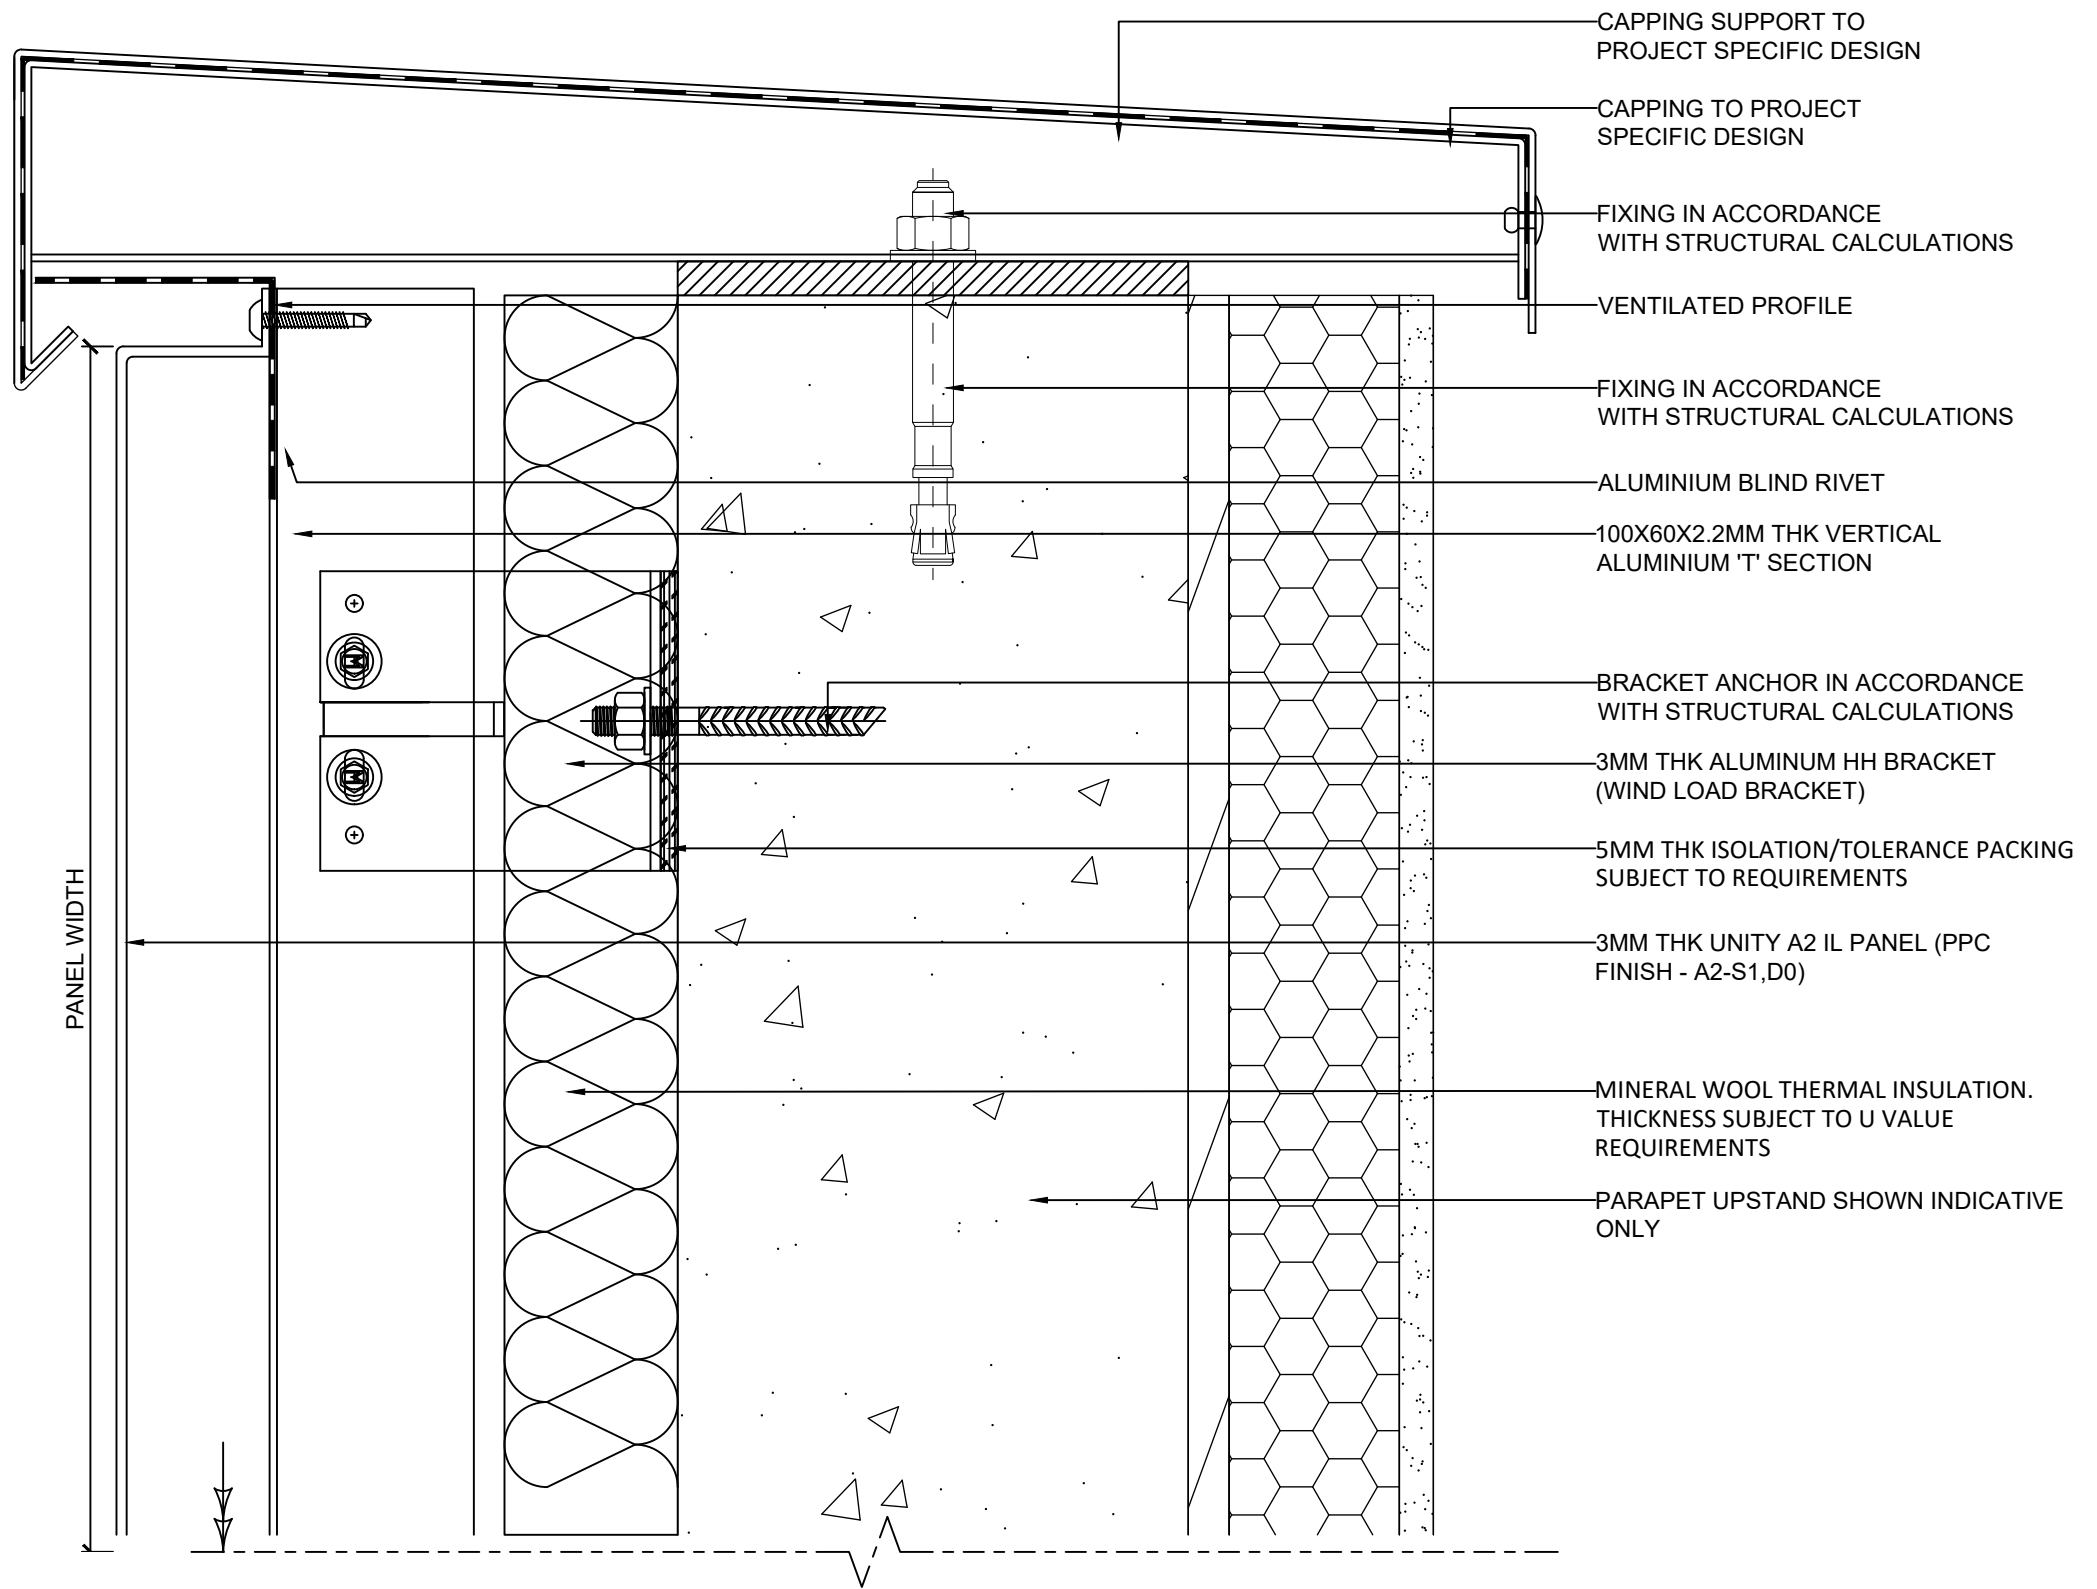 CAPPING SUPPORT TO
PROJECT SPECIFIC DESIGN
CAPPING TO PROJECT
SPECIFIC DESIGN
FIXING IN ACCORDANCE
WITH STRUCTURAL CALCULATIONS
VENTILATED PROFILE
FIXING IN ACCORDANCE
WITH STRUCTURAL CALCULATIONS
ALUMINIUM BLIND RIVET
100X60X2.2MM THK VERTICAL
ALUMINIUM 'T' SECTION
BRACKET ANCHOR IN ACCORDANCE
WITH STRUCTURAL CALCULATIONS
3MM THK ALUMINUM HH BRACKET
(WIND LOAD BRACKET)
5MM THK ISOLATION/TOLERANCE PACKING
SUBJECT TO REQUIREMENTS
PANEL WIDTH
3MM THK UNITY A2 IL PANEL (PPC
FINISH - A2-S1,D0)
MINERAL WOOL THERMAL INSULATION.
THICKNESS SUBJECT TO U VALUE
REQUIREMENTS
PARAPET UPSTAND SHOWN INDICATIVE
ONLY